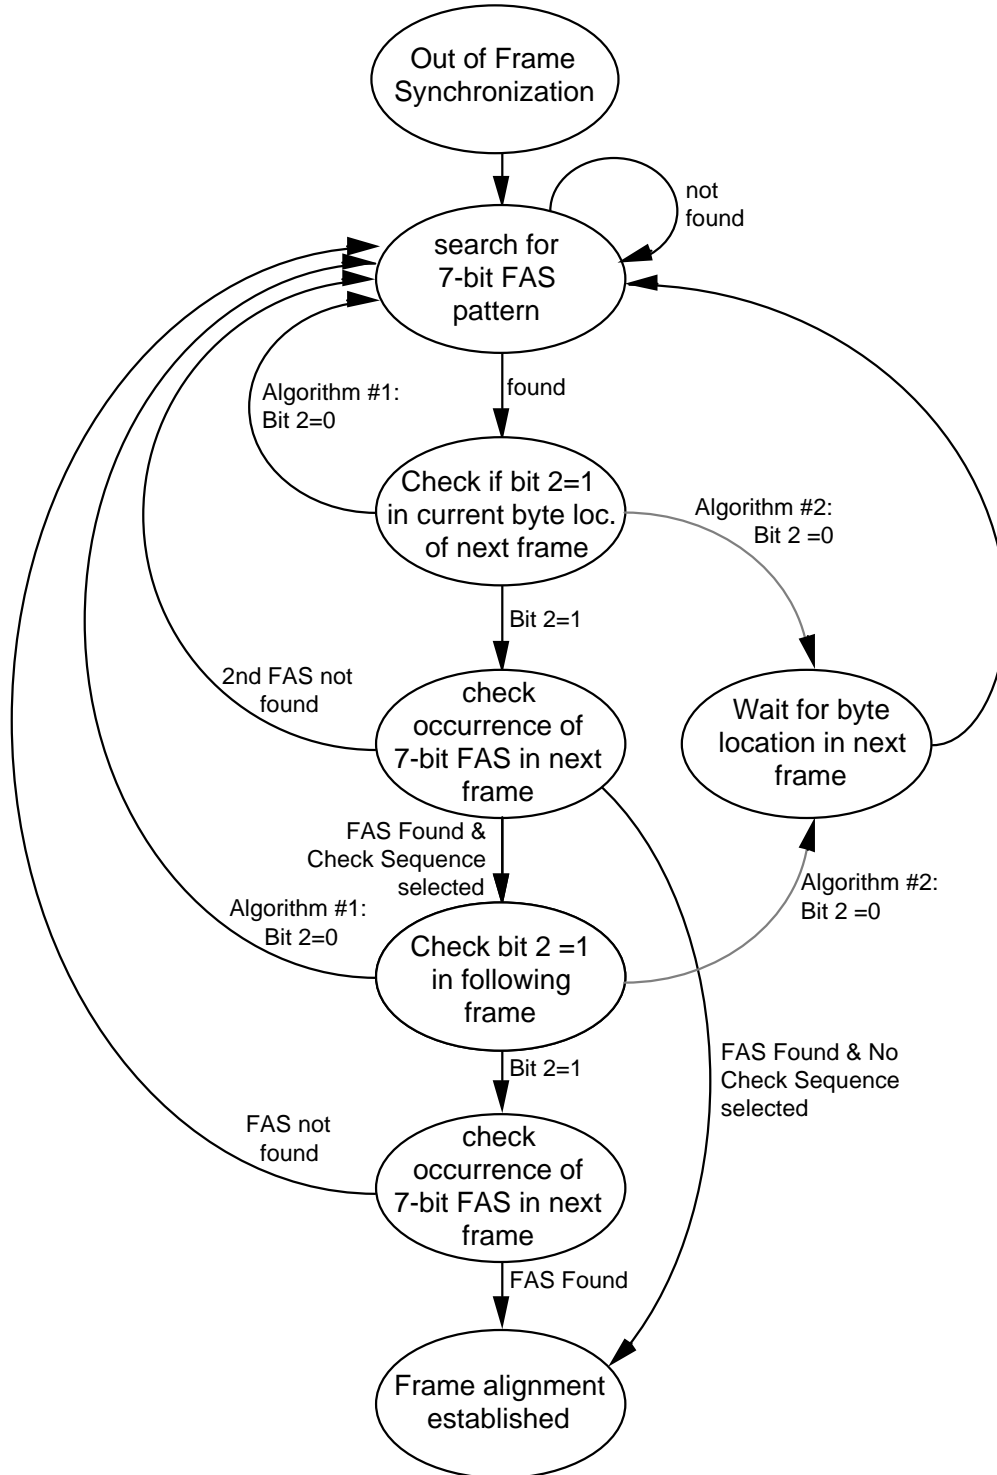 Out of Frame
Synchronization
not
found
search for
7-bit FAS
pattern
found
Algorithm #1:
Bit 2=0
Check if bit 2=1
in current byte loc.
of next frame
Algorithm #2:
Bit 2 =0
Bit 2=1
2nd FAS not
found
check
occurrence of
7-bit FAS in next
frame
Wait for byte
location in next
frame
FAS Found &
Check Sequence
selected
Algorithm #2:
Bit 2 =0
Algorithm #1:
Bit 2=0
Check bit 2 =1
in following
frame
FAS Found & No
Check Sequence
selected
Bit 2=1
FAS not
found
check
occurrence of
7-bit FAS in next
frame
FAS Found
Frame alignment
established